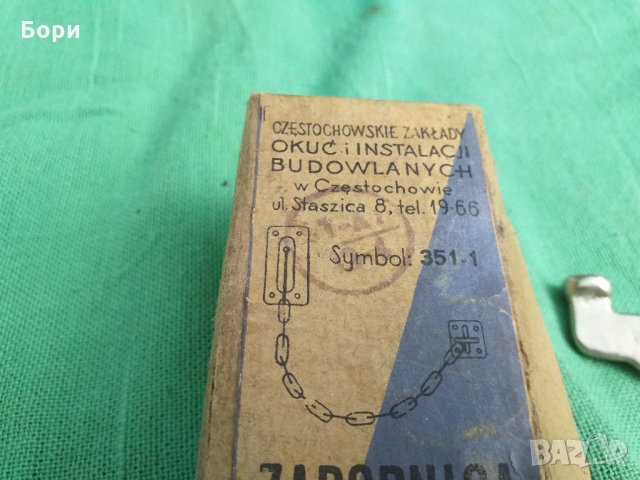 Бори
CZĘSTOCHOWSKIE ZAKŁADY
OKUĆ i INSTALACJI
BUDOWLANYCH
w Częstochowie
ul. Staszica 8, tel. 19-66
Symbol: 351-1
BAZAR